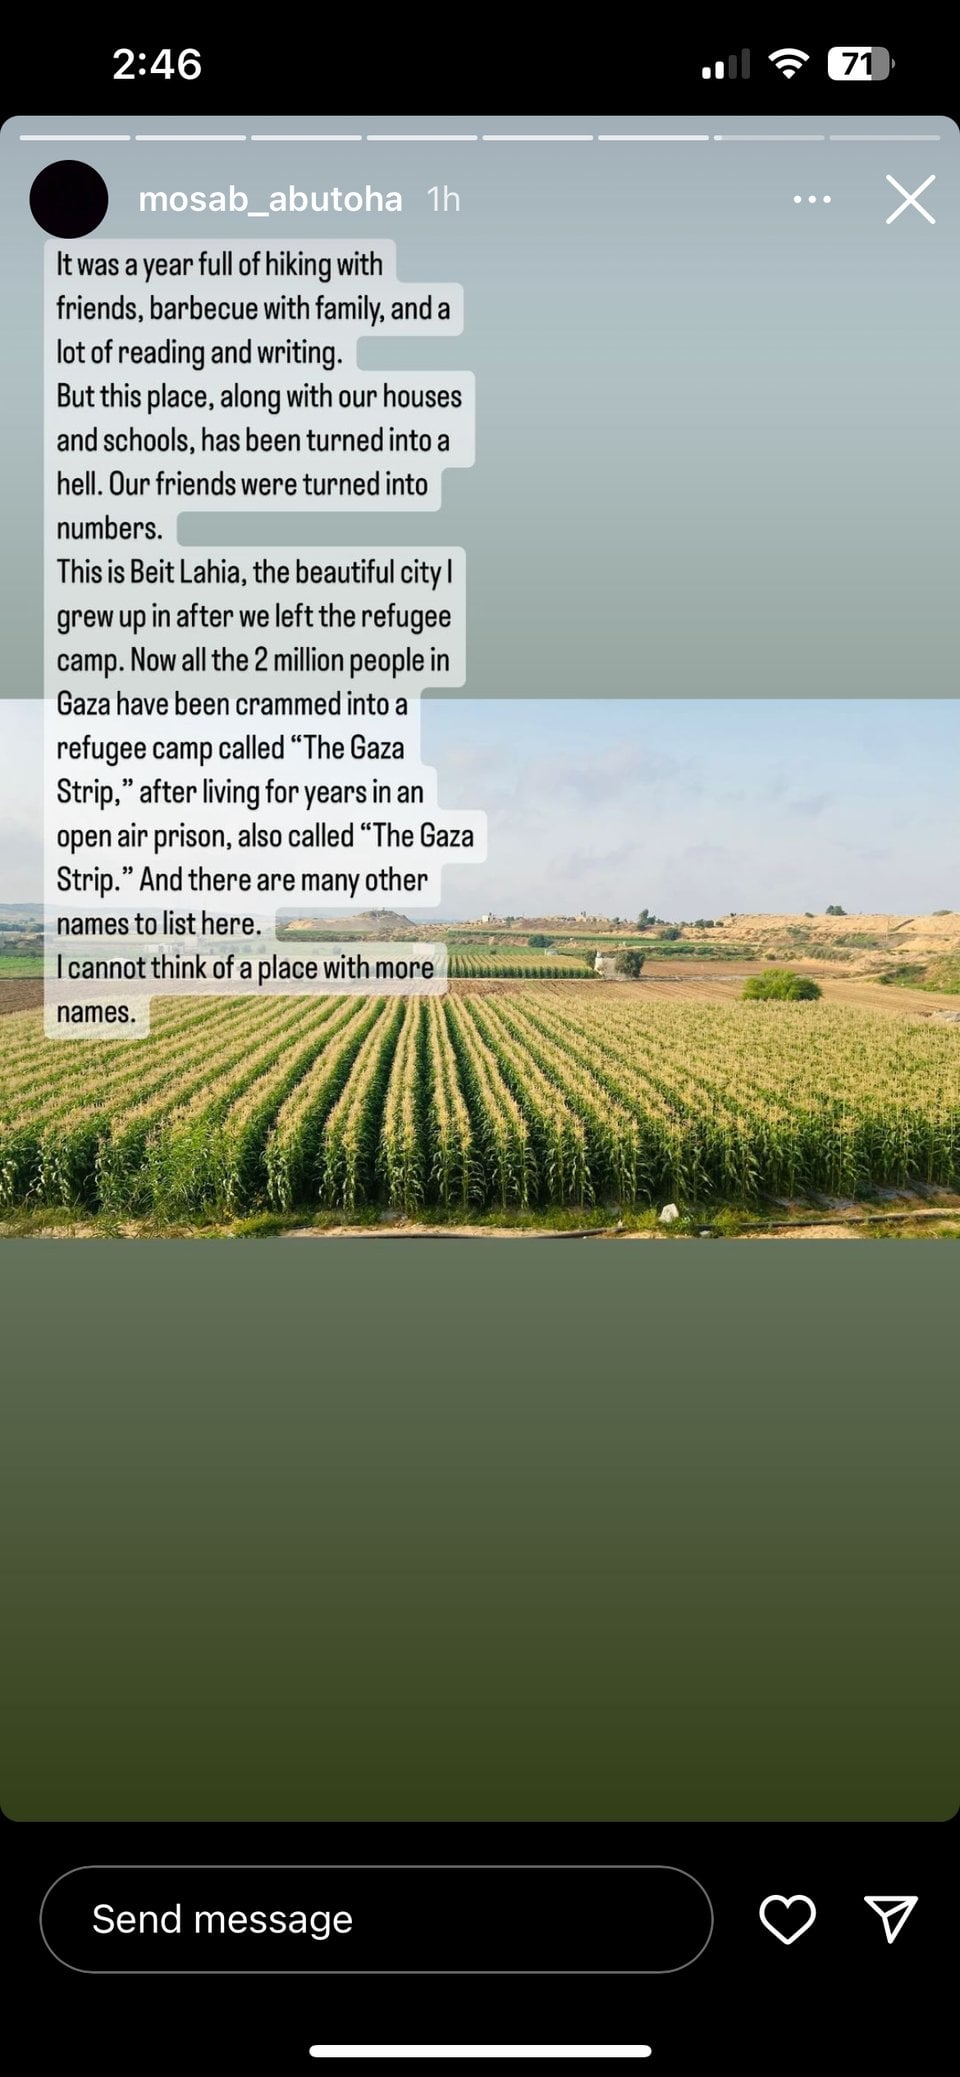 2:46
71
mosab_abutoha 1h
It was a year full of hiking with
friends, barbecue with family, and a
lot of reading and writing.
But this place, along with our houses
and schools, has been turned into a
hell. Our friends were turned into
numbers.
This is Beit Lahia, the beautiful city I
grew up in after we left the refugee
camp. Now all the 2 million people in
Gaza have been crammed into a
refugee camp called “The Gaza
Strip,” after living for years in an
open air prison, also called “The Gaza
Strip.” And there are many other
names to list here.
I cannot think of a place with more
names.
Send message